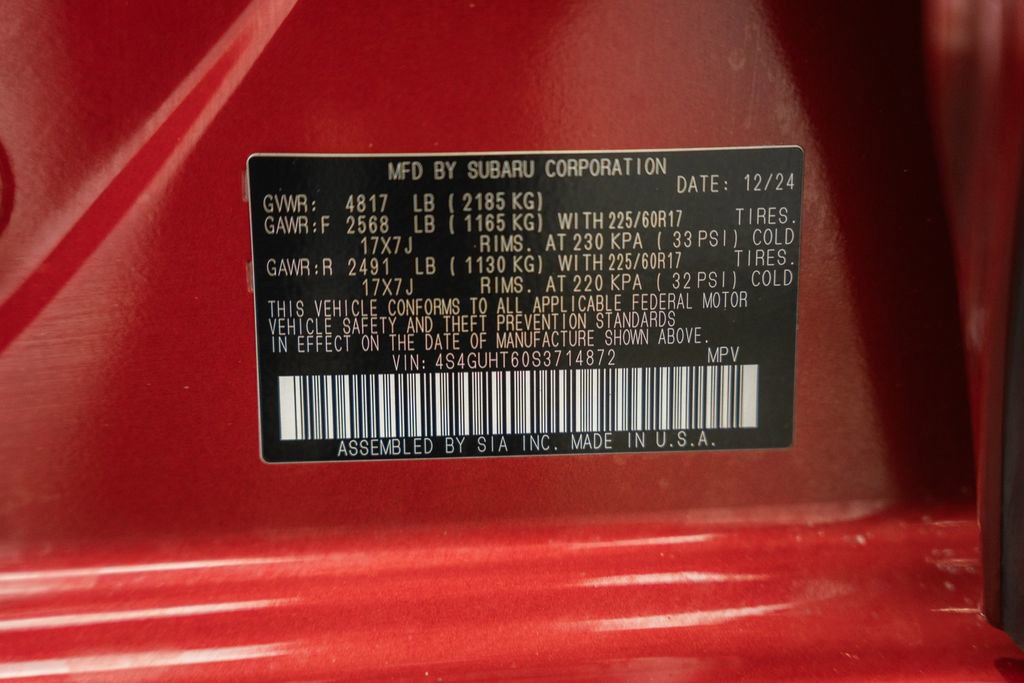 MFD BY SUBARU CORPORATION
DATE: 12/24
GVWR: 4817 LB (2185 KG)
GAWR:F 2568 LB (1165 KG) WITH 225/60R17 TIRES.
17X7J RIMS. AT 230 KPA (33 PSI) COLD
GAWR:R 2491 LB (1130 KG) WITH 225/60R17 TIRES.
17X7J RIMS. AT 220 KPA (32 PSI) COLD
THIS VEHICLE CONFORMS TO ALL APPLICABLE FEDERAL MOTOR
VEHICLE SAFETY AND THEFT PREVENTION STANDARDS
IN EFFECT ON THE DATE OF MANUFACTURE SHOWN ABOVE.
VIN: 4S4GUHT60S3714872 MPV
ASSEMBLED BY SIA INC. MADE IN U.S.A.